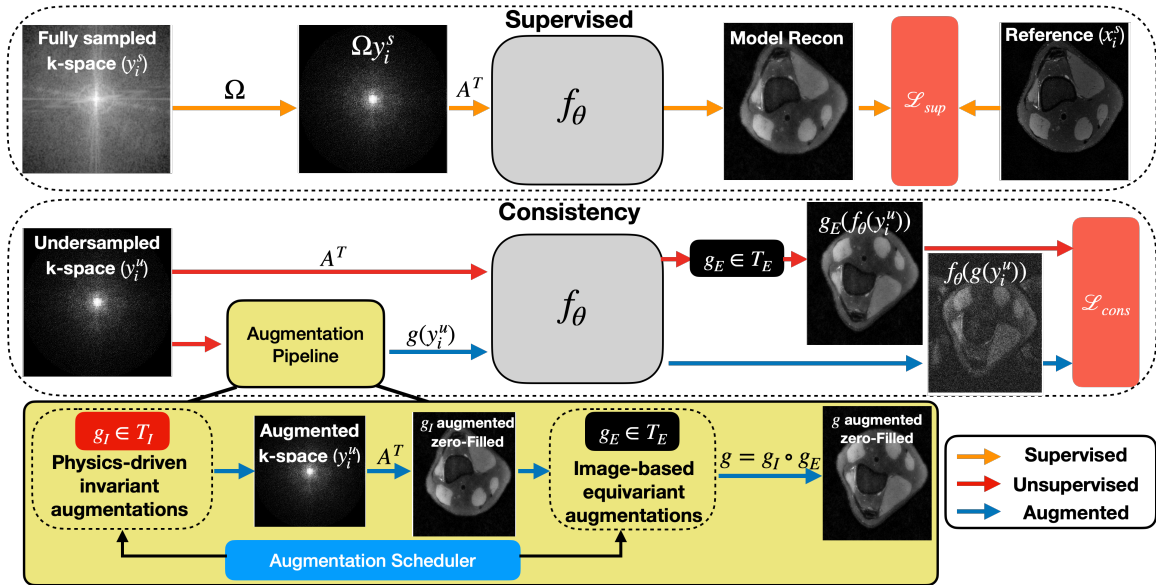 Supervised
Fully sampled
k-space (y_i^s)
Ω
Ωy_i^s
A^T
f_θ
Model Recon
ℒ_sup
Reference (x_i^s)
Consistency
Undersampled
k-space (y_i^u)
A^T
Augmentation
Pipeline
g(y_i^u)
f_θ
g_E ∈ T_E
g_E(f_θ(y_i^u))
f_θ(g(y_i^u))
ℒ_cons
g_I ∈ T_I
Physics-driven
invariant
augmentations
Augmented
k-space (y_i^u)
A^T
g_I augmented
zero-Filled
g_E ∈ T_E
Image-based
equivariant
augmentations
g = g_I ∘ g_E
g augmented
zero-Filled
Augmentation Scheduler
Supervised
Unsupervised
Augmented